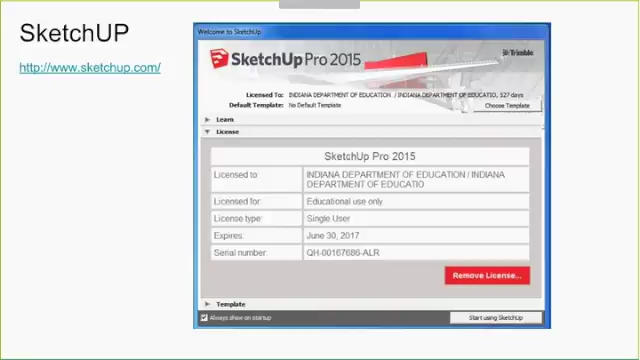 SketchUP
http://www.sketchup.com/
Welcome to SketchUp
SketchUp Pro 2015
Trimble
Licensed To: INDIANA DEPARTMENT OF EDUCATION / INDIANA DEPARTMENT OF EDUCATIO, 527 days
Default Template: No Default Template
Choose Template
Learn
License
SketchUp Pro 2015
Licensed to: INDIANA DEPARTMENT OF EDUCATION / INDIANA
DEPARTMENT OF EDUCATIO
Licensed for: Educational use only
License type: Single User
Expires: June 30, 2017
Serial number: QH-00167686-ALR
Remove License...
Template
Always show on startup
Start using SketchUp